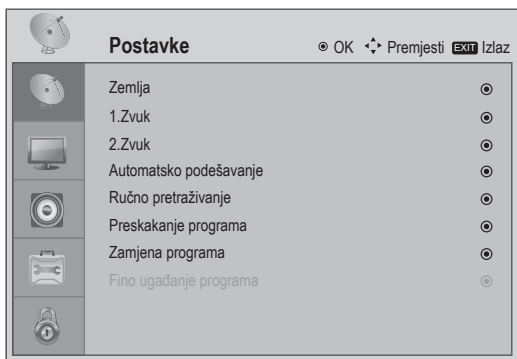 Postavke OK Premjesti EXIT Izlaz
Zemlja
1.Zvuk
2.Zvuk
Automatsko podešavanje
Ručno pretraživanje
Preskakanje programa
Zamjena programa
Fino ugađanje programa